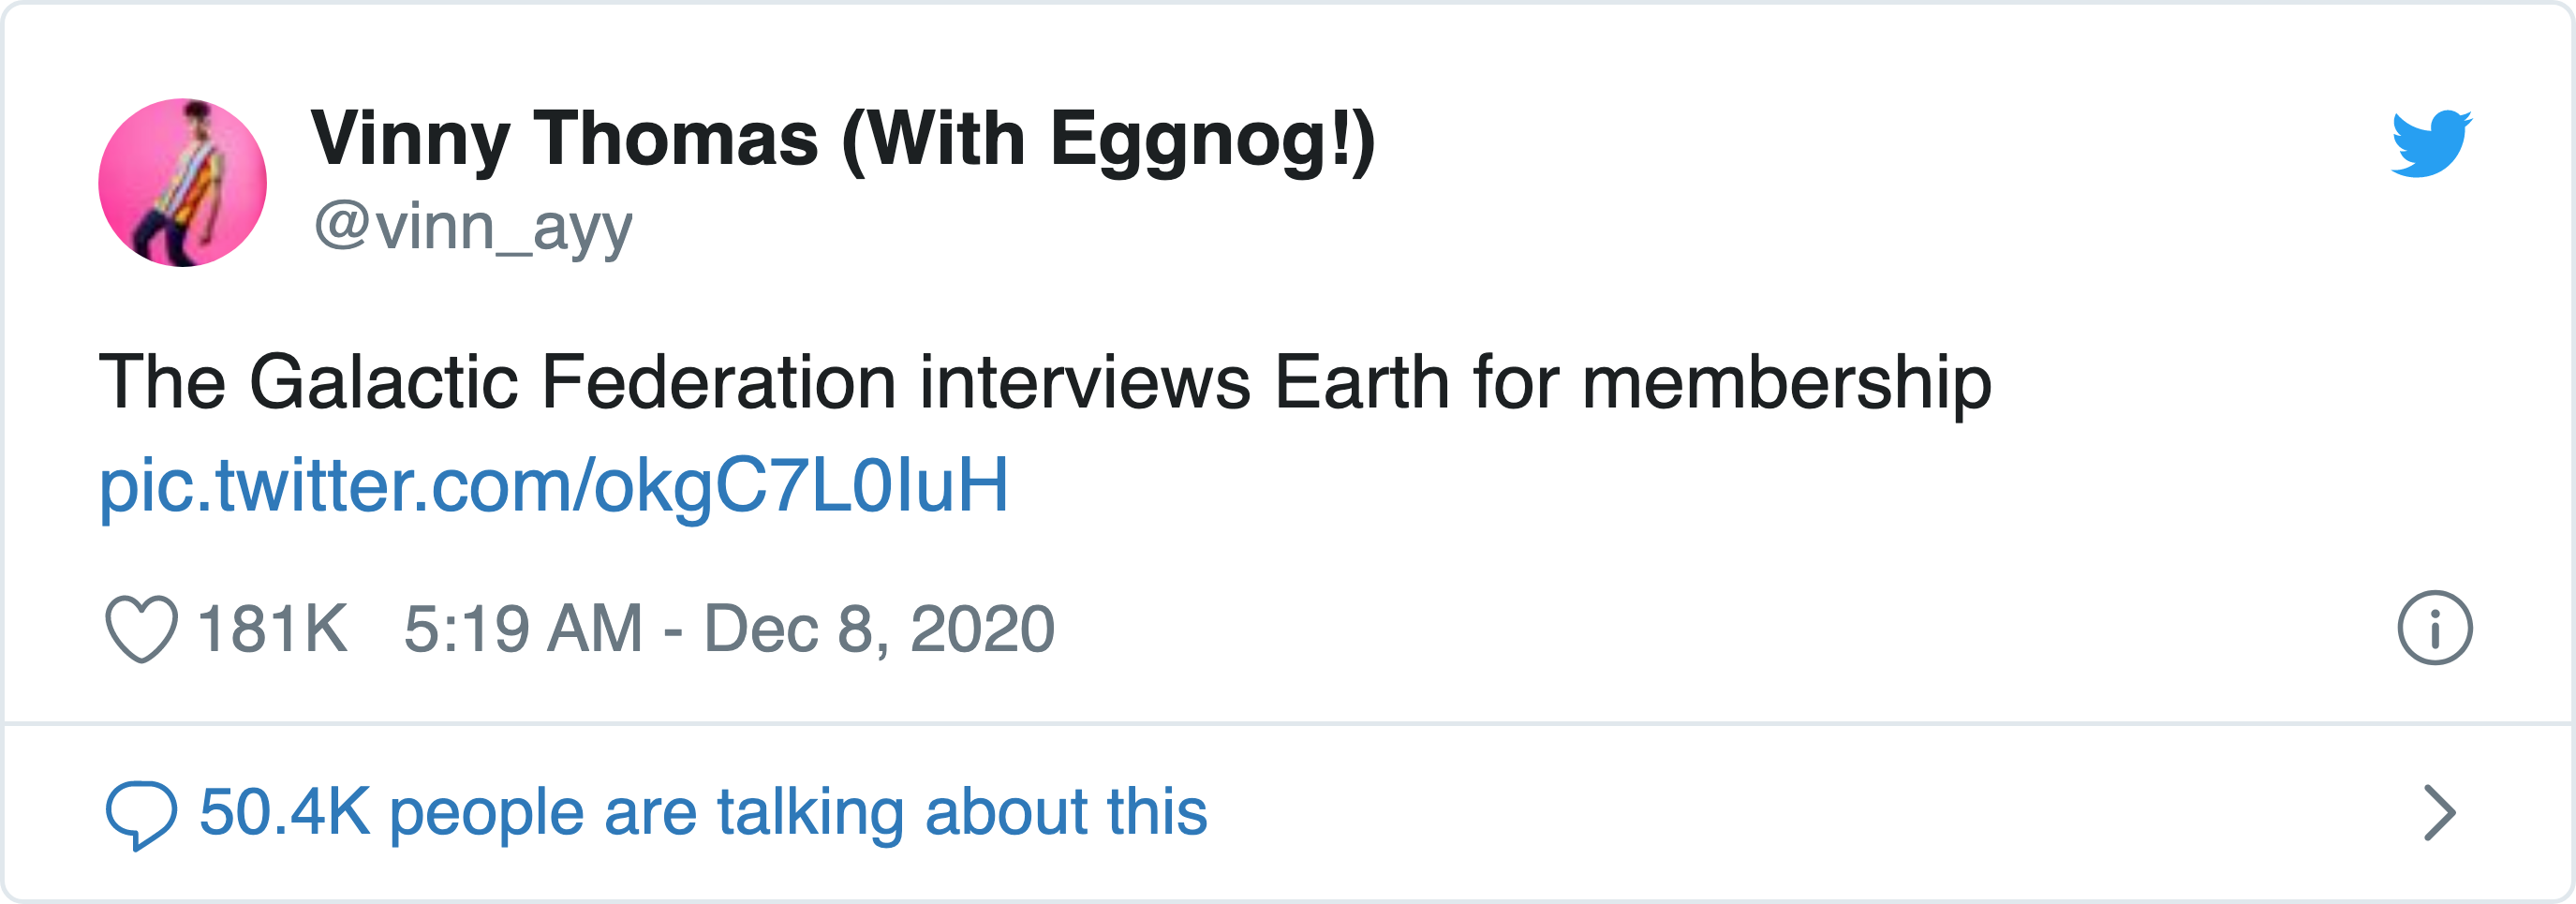 Vinny Thomas (With Eggnog!)
@vinn_ayy
The Galactic Federation interviews Earth for membership
pic.twitter.com/okgC7L0IuH
181K 5:19 AM - Dec 8, 2020
50.4K people are talking about this